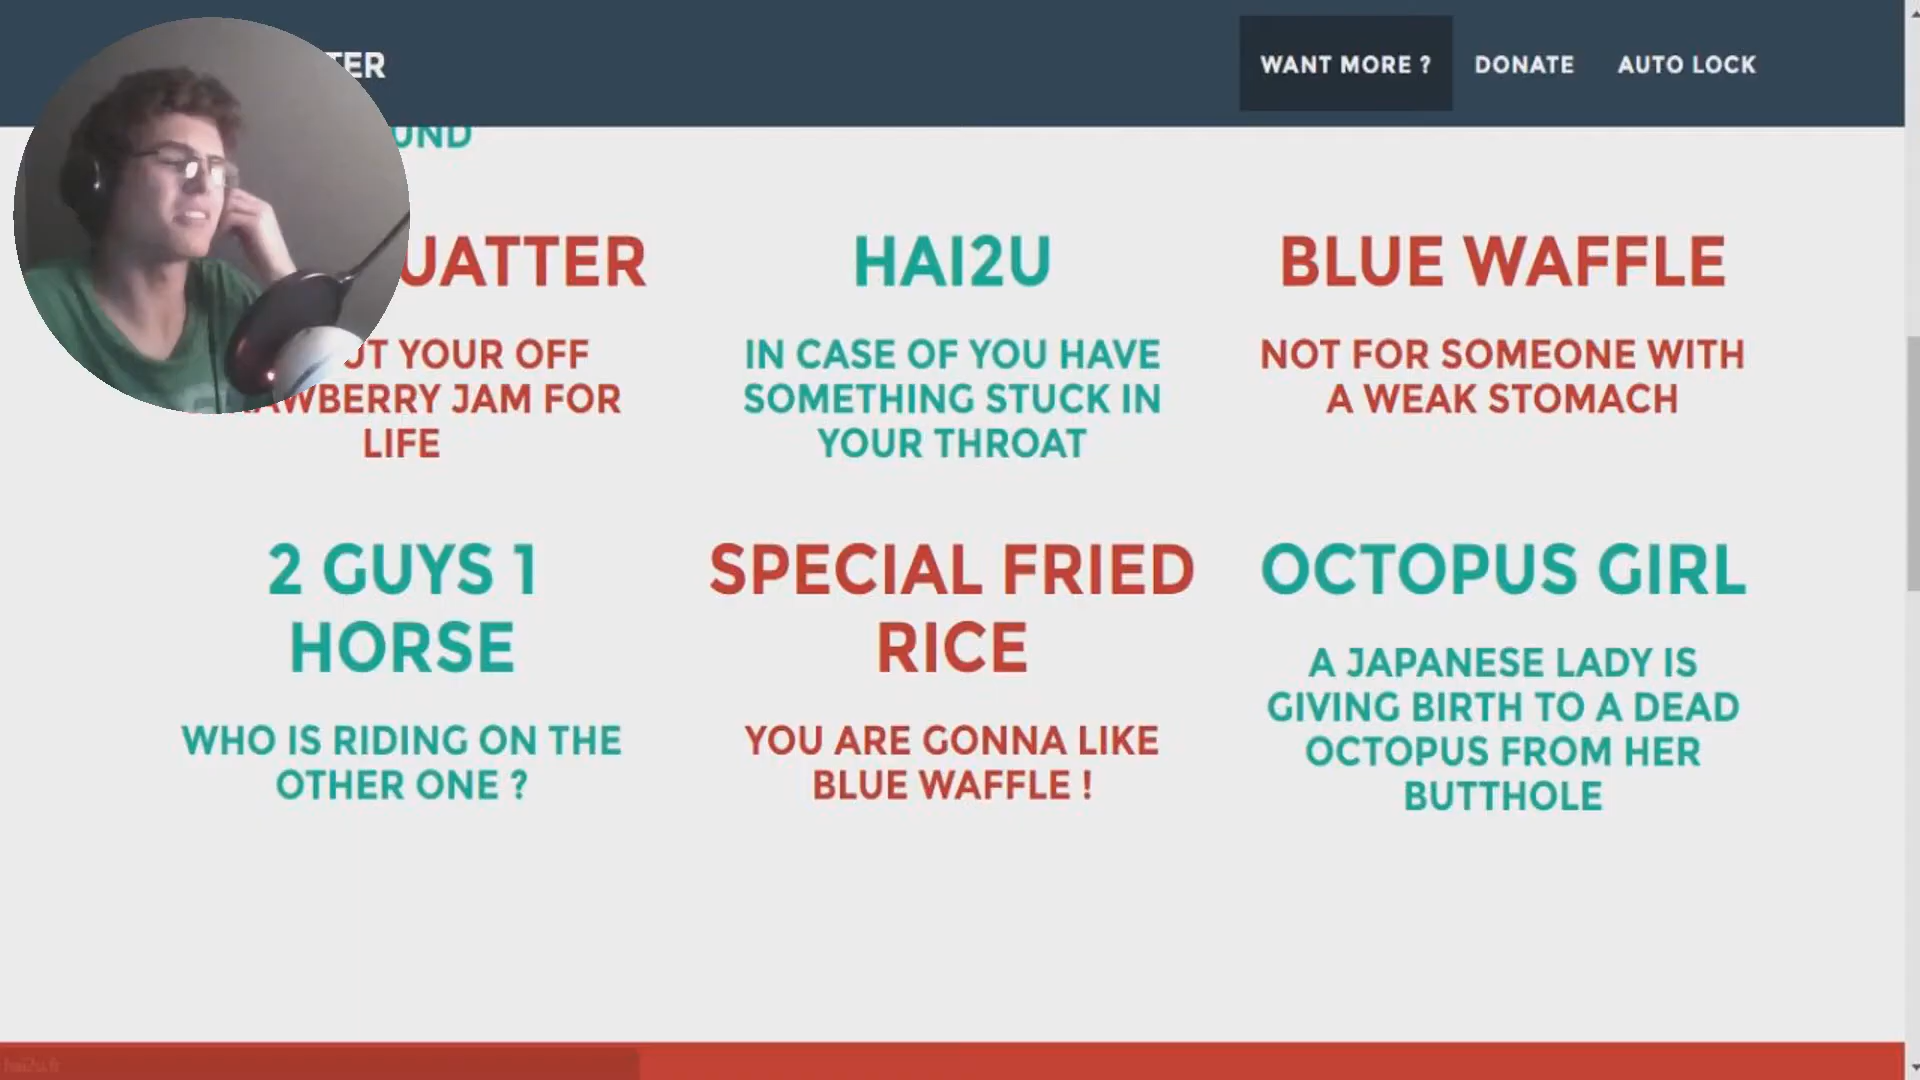 WANT MORE ?
DONATE
AUTO LOCK
HAI2U
BLUE WAFFLE
YOUR OFF
JAM FOR
LIFE
IN CASE OF YOU HAVE
SOMETHING STUCK IN
YOUR THROAT
NOT FOR SOMEONE WITH
A WEAK STOMACH
2 GUYS 1
HORSE
WHO IS RIDING ON THE
OTHER ONE ?
SPECIAL FRIED
RICE
YOU ARE GONNA LIKE
BLUE WAFFLE !
OCTOPUS GIRL
A JAPANESE LADY IS
GIVING BIRTH TO A DEAD
OCTOPUS FROM HER
BUTTHOLE